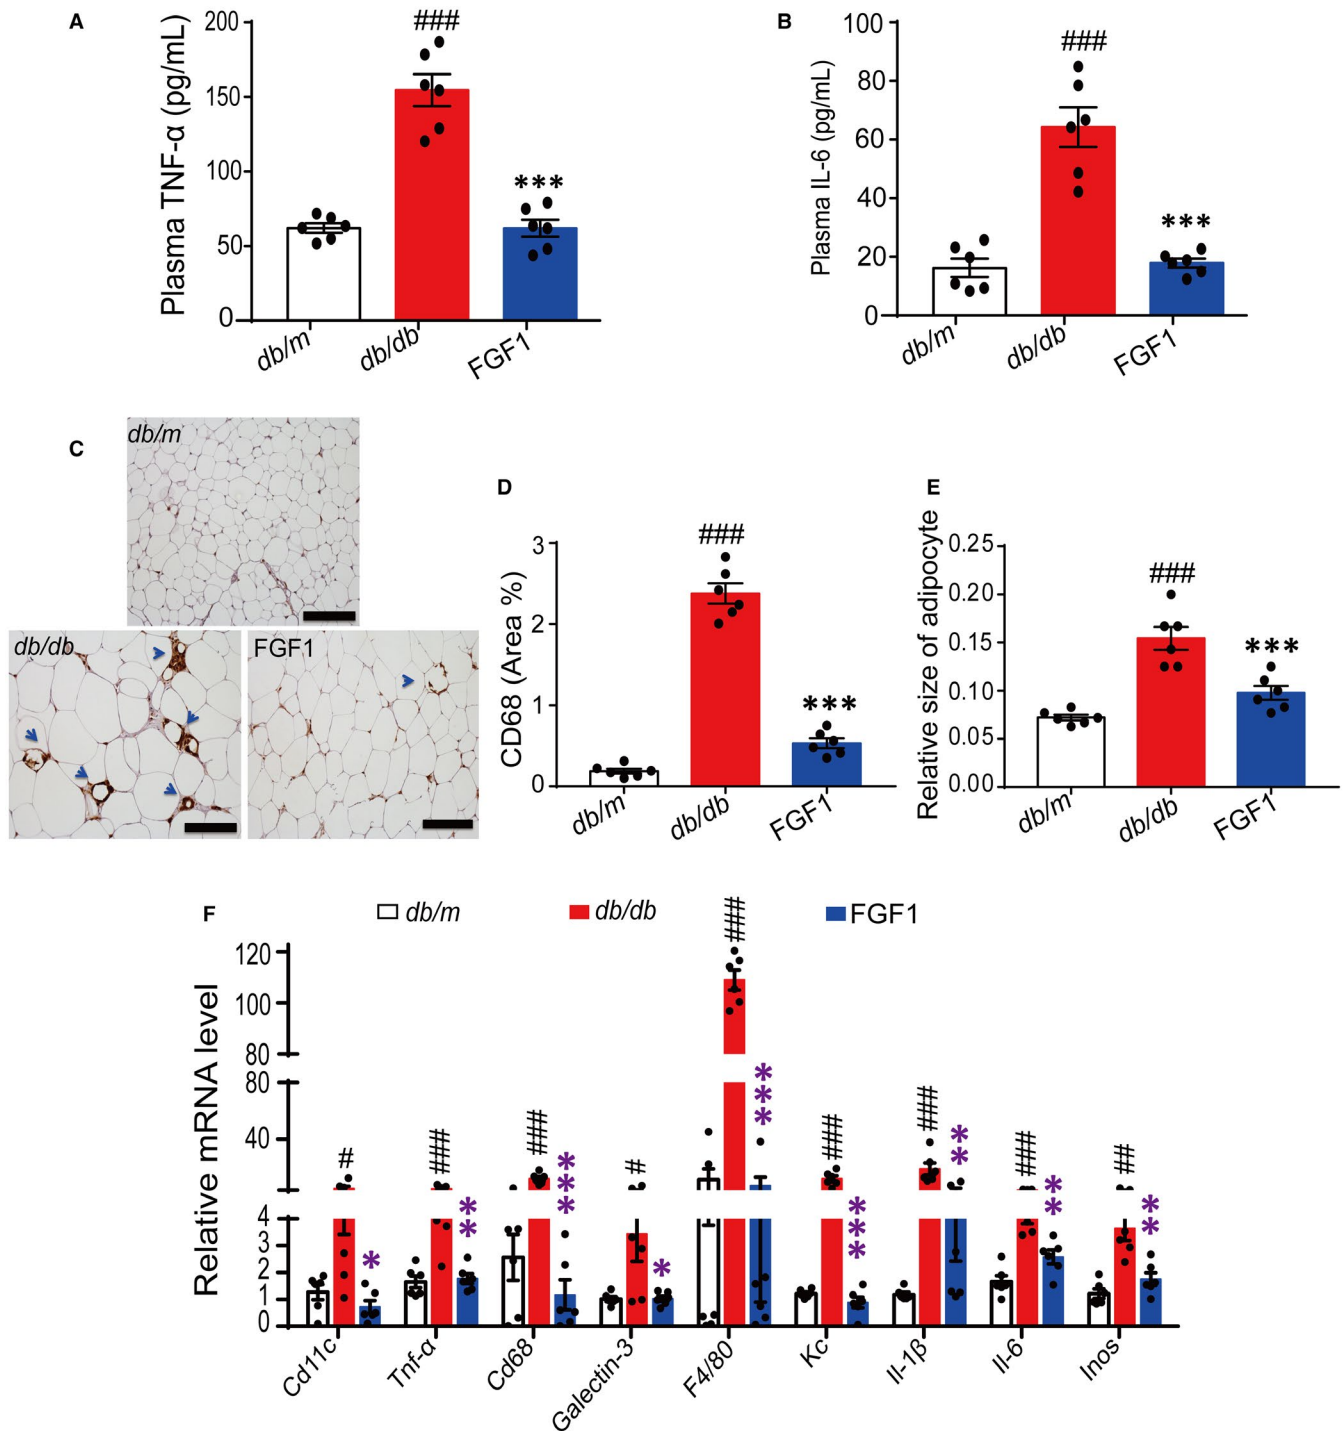 A
Plasma TNF-α (pg/mL)
200
150
100
50
0
###
***
db/m
db/db
FGF1
B
Plasma IL-6 (pg/mL)
100
80
60
40
20
0
###
***
db/m
db/db
FGF1
C
db/m
db/db
FGF1
D
CD68 (Area %)
3
2
1
0
###
***
db/m
db/db
FGF1
E
Relative size of adipocyte
0.25
0.20
0.15
0.10
0.05
0.00
###
***
db/m
db/db
FGF1
F
db/m
db/db
FGF1
Relative mRNA level
120
100
80
80
40
4
3
2
1
0
#
*
###
**
###
***
#
*
###
***
###
***
###
**
###
**
##
**
Cd11c
Tnf-α
Cd68
Galectin-3
F4/80
Kc
Il-1β
Il-6
Inos